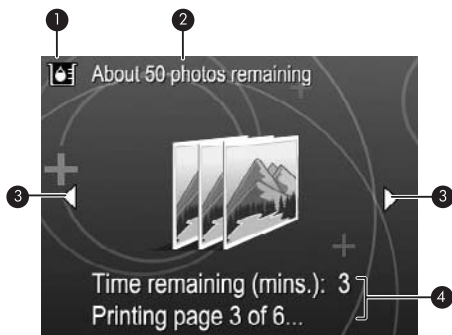 1 2
About 50 photos remaining
3 3
Time remaining (mins.): 3
Printing page 3 of 6...
4